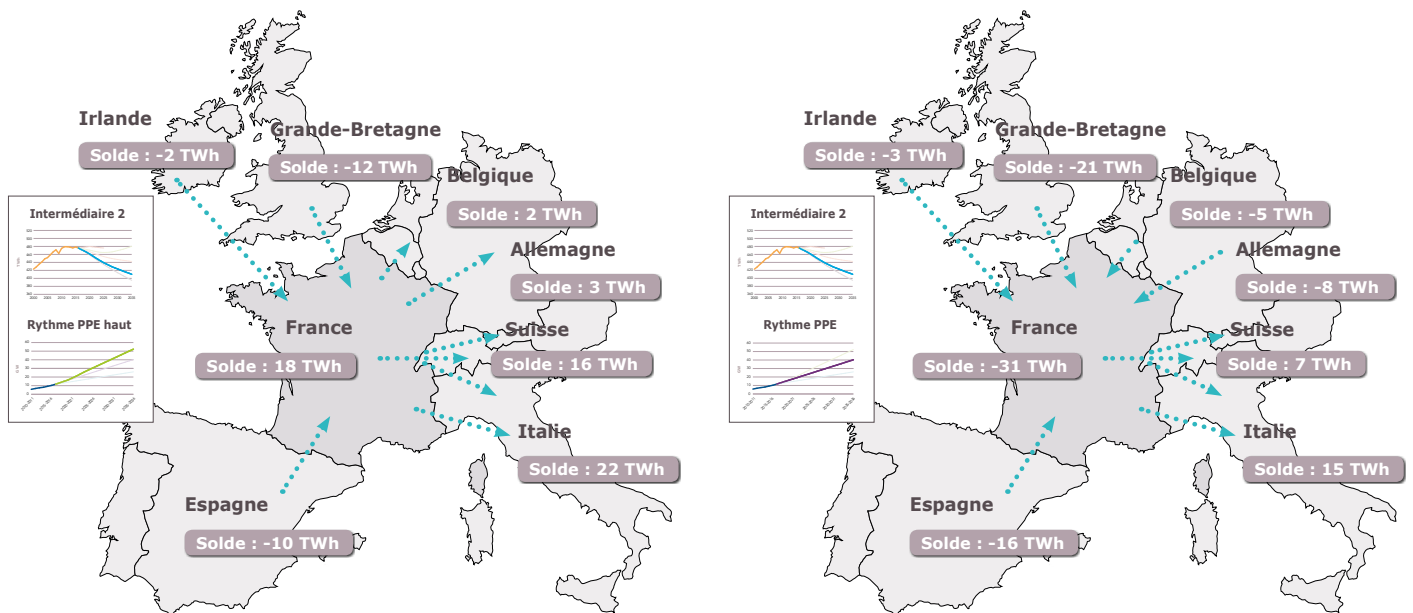 Irlande
Solde : -2 TWh
Grande-Bretagne
Solde : -12 TWh
Belgique
Solde : 2 TWh
Intermédiaire 2
Allemagne
Solde : 3 TWh
Rythme PPE haut
France
Solde : 18 TWh
Suisse
Solde : 16 TWh
Italie
Solde : 22 TWh
Espagne
Solde : -10 TWh
Irlande
Solde : -3 TWh
Grande-Bretagne
Solde : -21 TWh
Belgique
Solde : -5 TWh
Intermédiaire 2
Allemagne
Solde : -8 TWh
Rythme PPE
France
Solde : -31 TWh
Suisse
Solde : 7 TWh
Italie
Solde : 15 TWh
Espagne
Solde : -16 TWh